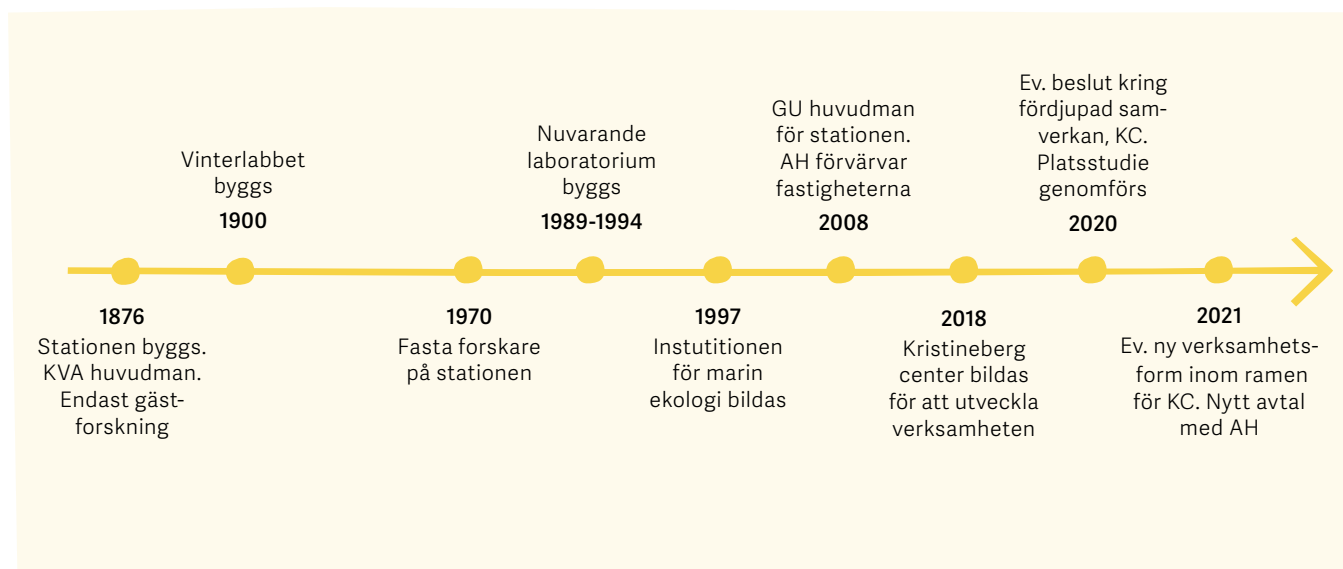 Vinterlabbet
byggs
1900
Nuvarande
laboratorium
byggs
1989-1994
GU huvudman
för stationen.
AH förvärvar
fastigheterna
2008
Ev. beslut kring
fördjupad sam-
verkan, KC.
Platsstudie
genomförs
2020
1876
Stationen byggs.
KVA huvudman.
Endast gäst-
forskning
1970
Fasta forskare
på stationen
1997
Instutitionen
för marin
ekologi bildas
2018
Kristineberg
center bildas
för att utveckla
verksamheten
2021
Ev. ny verksamhets-
form inom ramen
för KC. Nytt avtal
med AH